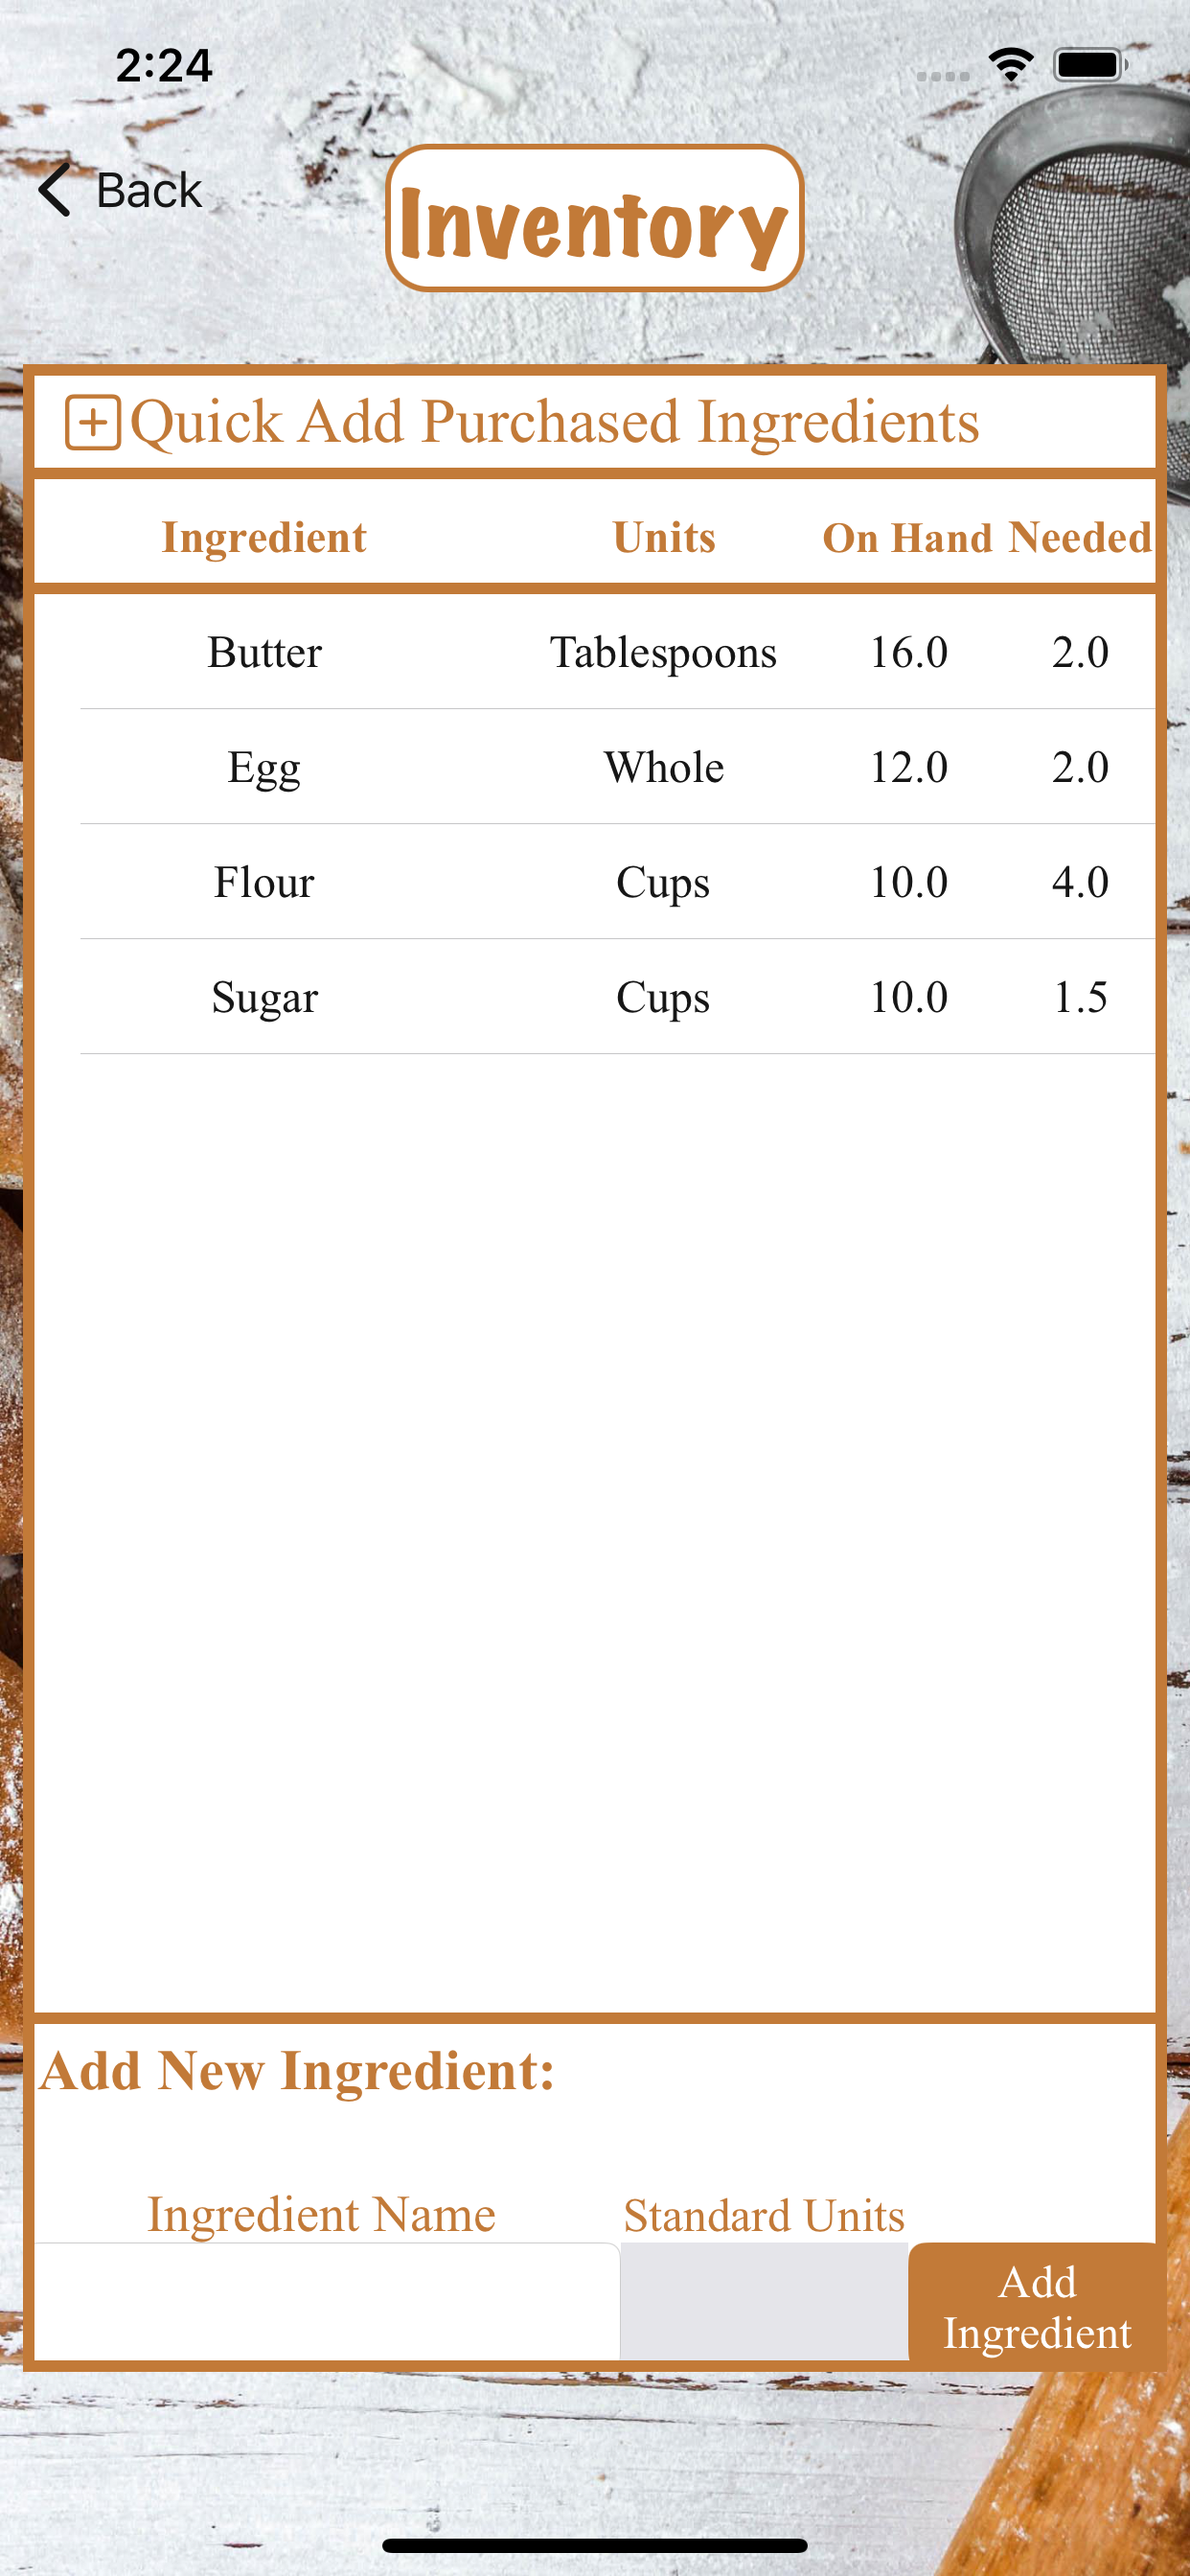 2:24
Back
Inventory
Quick Add Purchased Ingredients
Ingredient Units On Hand Needed
Butter Tablespoons 16.0 2.0
Egg Whole 12.0 2.0
Flour Cups 10.0 4.0
Sugar Cups 10.0 1.5
Add New Ingredient:
Ingredient Name Standard Units
Add
Ingredient